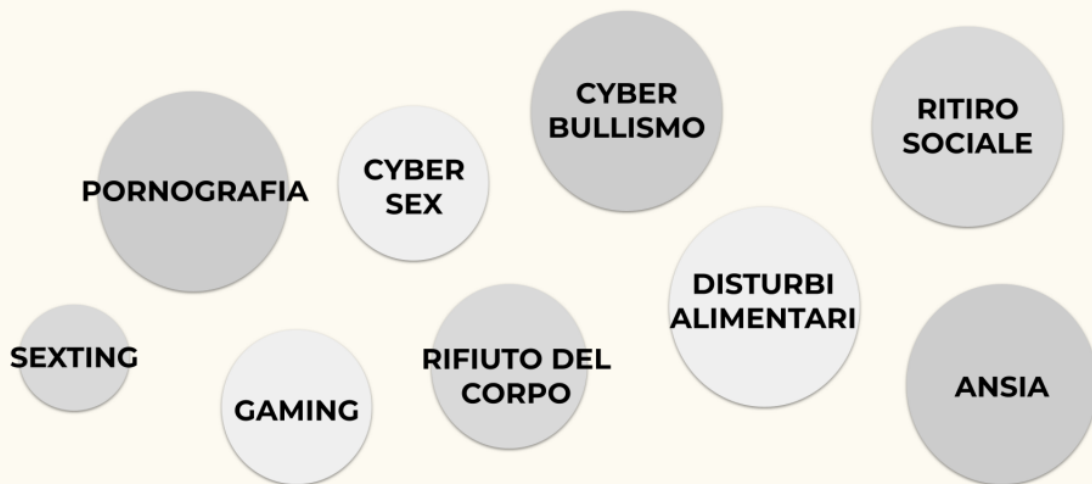 PORNOGRAFIA
CYBER
SEX
CYBER
BULLISMO
RITIRO
SOCIALE
SEXTING
GAMING
RIFIUTO DEL
CORPO
DISTURBI
ALIMENTARI
ANSIA